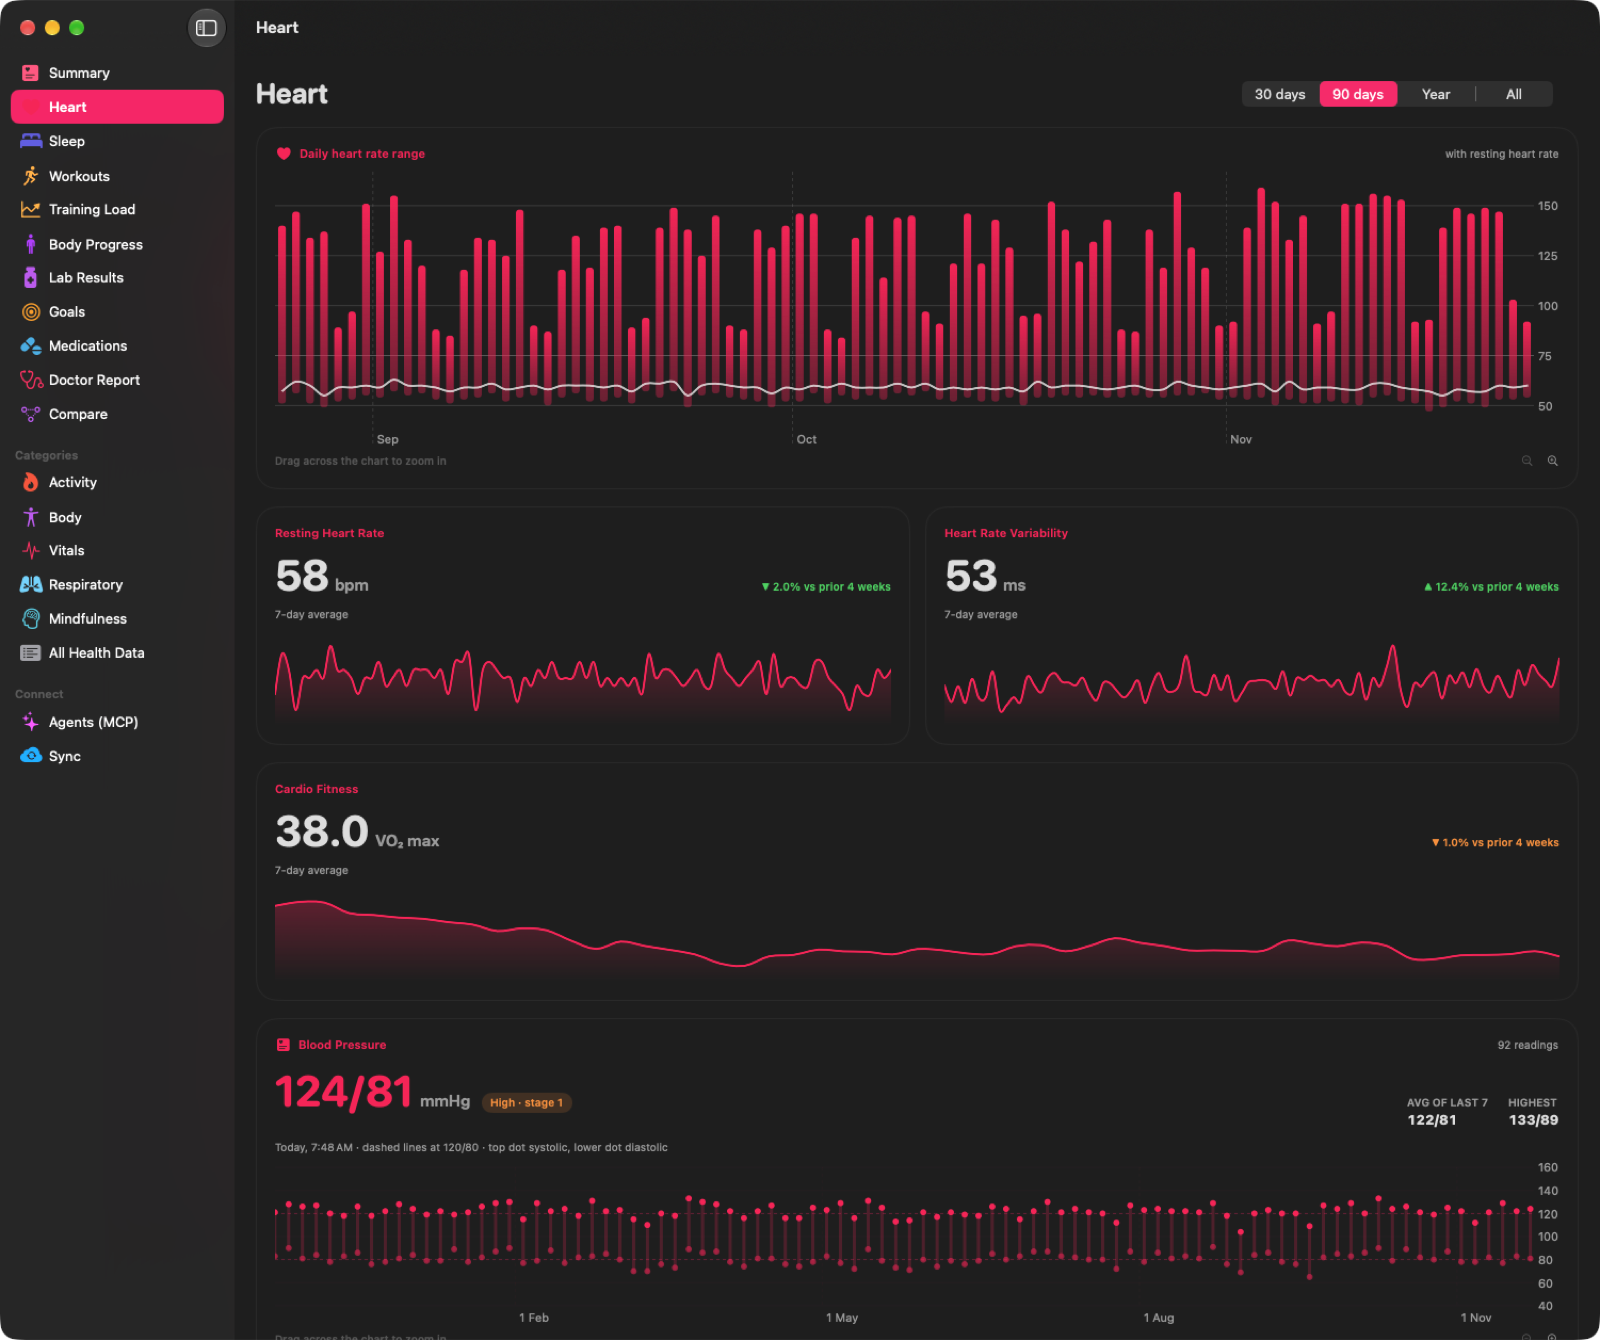 Heart
Summary
Heart
Sleep
Workouts
Training Load
Body Progress
Lab Results
Goals
Medications
Doctor Report
Compare
Categories
Activity
Body
Vitals
Respiratory
Mindfulness
All Health Data
Connect
Agents (MCP)
Sync
Heart
30 days
90 days
Year
All
Daily heart rate range
with resting heart rate
150
125
100
75
50
Sep
Oct
Nov
Drag across the chart to zoom in
Resting Heart Rate
58 bpm
▼ 2.0% vs prior 4 weeks
7-day average
Heart Rate Variability
53 ms
▲ 12.4% vs prior 4 weeks
7-day average
Cardio Fitness
38.0 VO₂ max
▼ 1.0% vs prior 4 weeks
7-day average
Blood Pressure
92 readings
124/81 mmHg
High · stage 1
AVG OF LAST 7
122/81
HIGHEST
133/89
Today, 7:48 AM · dashed lines at 120/80 · top dot systolic, lower dot diastolic
160
140
120
100
80
60
40
1 Feb
1 May
1 Aug
1 Nov
Drag across the chart to zoom in